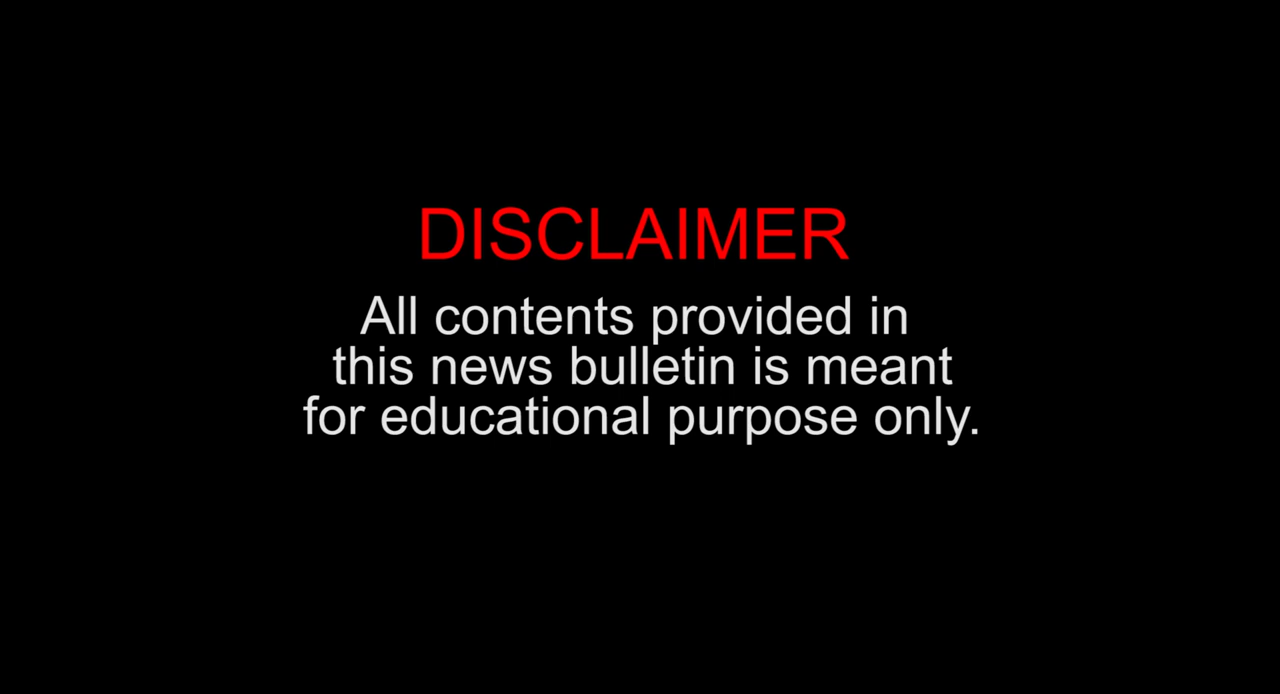 DISCLAIMER
All contents provided in
this news bulletin is meant
for educational purpose only.